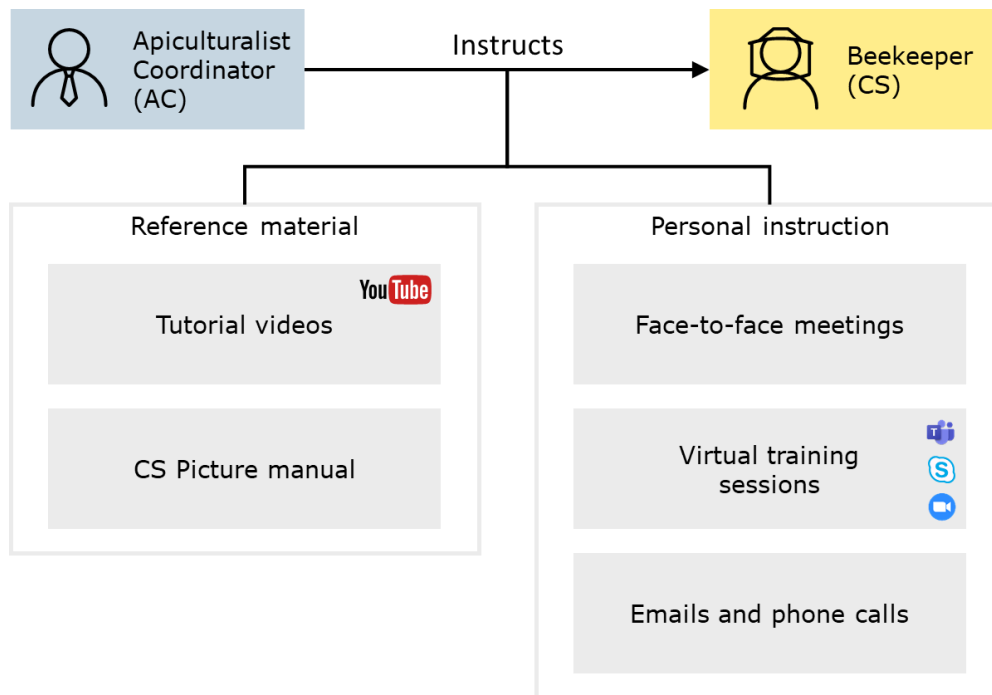 Apiculturalist
Coordinator
(AC)
Instructs
Beekeeper
(CS)
Reference material
YouTube
Tutorial videos
CS Picture manual
Personal instruction
Face-to-face meetings
Virtual training
sessions
T
S
Emails and phone calls